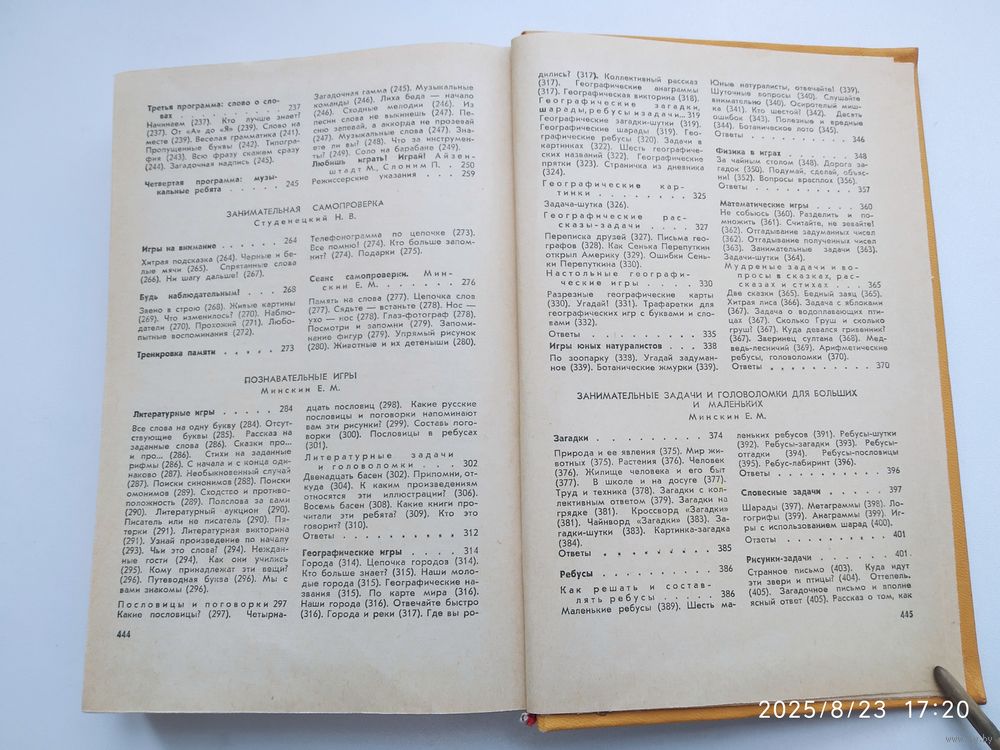 Третья программа: слово о сло-
вах . . . . . . . . . . 237
Начинаем (237). Кто лучше знает?
(237). От «А» до «Я» (239). Слово на
месте (239). Веселая грамматика (241).
Пропущенные буквы (242). Типогра-
фия (243). Всю фразу скажем сразу
(244). Загадочная надпись (245).
Четвертая программа: музы-
кальные ребята . . . . . . 245
Загадочная гамма (245). Музыкальные
команды (246). Лиха беда — начало
(246). Сходные мелодии (246). Из
песни слова не выкинешь (247). Пе-
сню запевай, а аккорда не прозевай
(247). Музыкальные слова (247). Зна-
ете ли вы? (248). Что за инструмен-
ты? (249). Соло на барабане (249).
Любишь играть! Играй! Айзен-
штадт М., Слоним П. . . . 250
Режиссерские указания . . . . 259
ЗАНИМАТЕЛЬНАЯ САМОПРОВЕРКА
Студенецкий Н. В.
Игры на внимание . . . . . . 264
Хитрая подсказка (264). Черные и бе-
лые мячи (265). Спрятанные слова
(266). Ни шагу дальше! (267).
Будь наблюдательным! . . . . 268
Звено в строю (268). Живые картины
(269). Что изменилось? (270). Наблю-
датели (270). Прохожий (271). Любо-
пытные воспоминания (272).
Тренировка памяти . . . . . 273
Телефонограмма по цепочке (273).
Все помню! (274). Кто больше запом-
нит? (274). Подарки (275).
Сеанс самопроверки. Мин-
скин Е. М. . . . . . . . . 276
Память на слова (277). Цепочка слов
(277). Сядьте — встаньте (278). Нос —
ухо — нос (278). Глаз-фотограф (278).
Посмотри и запомни (279). Запоми-
нание фигур (279). Упрямый рисунок
(280). Животные и их детеныши (280).
ПОЗНАВАТЕЛЬНЫЕ ИГРЫ
Минскин Е. М.
Литературные игры . . . . . 284
Все слова на одну букву (284). Отсут-
ствующие буквы (285). Рассказ на
заданные слова (286). Сказки про...
и про... (286). Стихи на заданные
рифмы (286). С начала и с конца оди-
наково (287). Необыкновенный случай
(287). Поиски синонимов (288). Поиски
омонимов (289). Сходство и противо-
положность (289). Полслова за вами
(290). Литературный аукцион (290).
Писатель или не писатель (290). Пя-
терки (291). Литературная викторина
(291). Узнай произведение по началу
(293). Чьи это слова? (294). Неждан-
ные гости (294). Как они учились
(295). Кому принадлежат эти вещи?
(296). Путеводная буква (296). Мы с
вами знакомы (296).
Пословицы и поговорки 297
Какие пословицы? (297). Четырна-
дцать пословиц (298). Какие русские
пословицы и поговорки напоминают
вам эти рисунки? (299). Составь пого-
ворки (300). Пословицы в ребусах
(301).
Литературные задачи
и головоломки . . . . . 302
Двенадцать басен (302). Припомни, от-
куда (304). К каким произведениям
относятся эти иллюстрации? (306).
Восемь басен (308). Какие книги про-
читали эти ребята? (309). Кто это
говорит? (310).
Ответы . . . . . . . . . . 312
Географические игры . . . . 314
Города (314). Цепочка городов (314).
Кто больше знает? (315). Наши моло-
дые города (315). Географические на-
звания (315). По карте мира (316).
Наши города (316). Отвечайте быстро
(316). Города и реки (317). Где вы ро-
444
дились? (317). Коллективный рассказ
(317). Географические анаграммы
(317). Географическая викторина (318).
Географические загадки,
шарады, ребусы и задачи... 319
Географические загадки-шутки (319).
Географические шарады (319). Гео-
графические ребусы (320). Задачи в
картинках (322). Шесть географиче-
ских названий (322). Географические
прятки (323). Страничка из дневника
(324).
Географические кар-
тинки . . . . . . . . . 325
Задача-шутка (326).
Географические рас-
сказы-задачи . . . . . 327
Переписка друзей (327). Письма гео-
графов (328). Как Сенька Перепуткин
открыл Америку (329). Ошибки Сень-
ки Перепуткина (330).
Настольные географи-
ческие игры . . . . . . 330
Разрезные географические карты
(330). Угадай! (331). Трафаретки для
географических игр с буквами и сло-
вами (332).
Ответы . . . . . . . . . . 335
Игры юных натуралистов . . . 338
По зоопарку (338). Угадай задуман-
ное (339). Ботанические жмурки (339).
Юные натуралисты, отвечайте! (339).
Шуточные вопросы (340). Слушайте
внимательно (340). Осиротелый миш-
ка (341). Кто шестой! (342). Десять
ошибок (343). Полезные и вредные
(344). Ботаническое лото (345).
Ответы . . . . . . . . . . 346
Физика в играх . . . . . . . 348
За чайным столом (348). Дорога за-
гадок (350). Подумай, сделай, объяс-
ни! (352). Вопросы врасплох (356).
Ответы . . . . . . . . . . 357
Математические игры . . . . 360
Не собьюсь (360). Разделить и по-
множить (361). Считайте, не зевайте!
(362). Отгадывание задуманных чисел
(362). Отгадывание полученных чисел
(363). Занимательные задачи (363).
Задачи-шутки (364).
Мудреные задачи и во-
просы в сказках, рас-
сказах и стихах . . . . 365
Две сказки (365). Бедный заяц (365).
Хитрая лиса (366). Задача с яблоками
(367). Задача о водоплавающих пти-
цах (367). Сколько Груш и сколько
груш? (367). Куда девался гривенник?
(367). Зверинец султана (368). Мед-
ведь-лесничий (369). Арифметические
ребусы, головоломки (370).
Ответы . . . . . . . . . . 370
ЗАНИМАТЕЛЬНЫЕ ЗАДАЧИ И ГОЛОВОЛОМКИ ДЛЯ БОЛЬШИХ
И МАЛЕНЬКИХ
Минскин Е. М.
Загадки . . . . . . . . . . 374
Природа и ее явления (375). Мир жи-
вотных (375). Растения (376). Человек
(376). Жилище человека и его быт
(377). В школе и на досуге (377).
Труд и техника (378). Загадки с кол-
лективным ответом (379). Загадки на
грядке (381). Кроссворд «Загадки»
(381). Чайнворд «Загадки» (383). За-
гадки-шутки (383). Картинка-загадка
(384).
Ответы . . . . . . . . . . 385
Ребусы . . . . . . . . . . 386
Как решать и состав-
лять ребусы . . . . . . 386
Маленькие ребусы (389). Шесть ма-
леньких ребусов (391). Ребусы-шутки
(392). Ребусы-загадки (393). Ребусы-
отгадки (394). Ребусы-пословицы
(395). Ребус-лабиринт (396).
Ответы . . . . . . . . . . 396
Словесные задачи . . . . . . 397
Шарады (397). Метаграммы (398). Ло-
гогрифы (399). Анаграммы (399). Иг-
ры с использованием шарад (400).
Ответы . . . . . . . . . . 401
Рисунки-задачи . . . . . . . 401
Странное письмо (403). Куда идут
эти звери и птицы? (404). Оттепель.
(405). Загадочное письмо и вполне
ясный ответ (405). Рассказ о том, как
445
2025/8/23 17:20